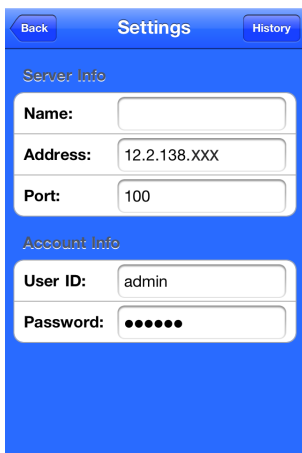 Back Settings History
Server Info
Name:
Address: 12.2.138.XXX
Port: 100
Account Info
User ID: admin
Password: ●●●●●●